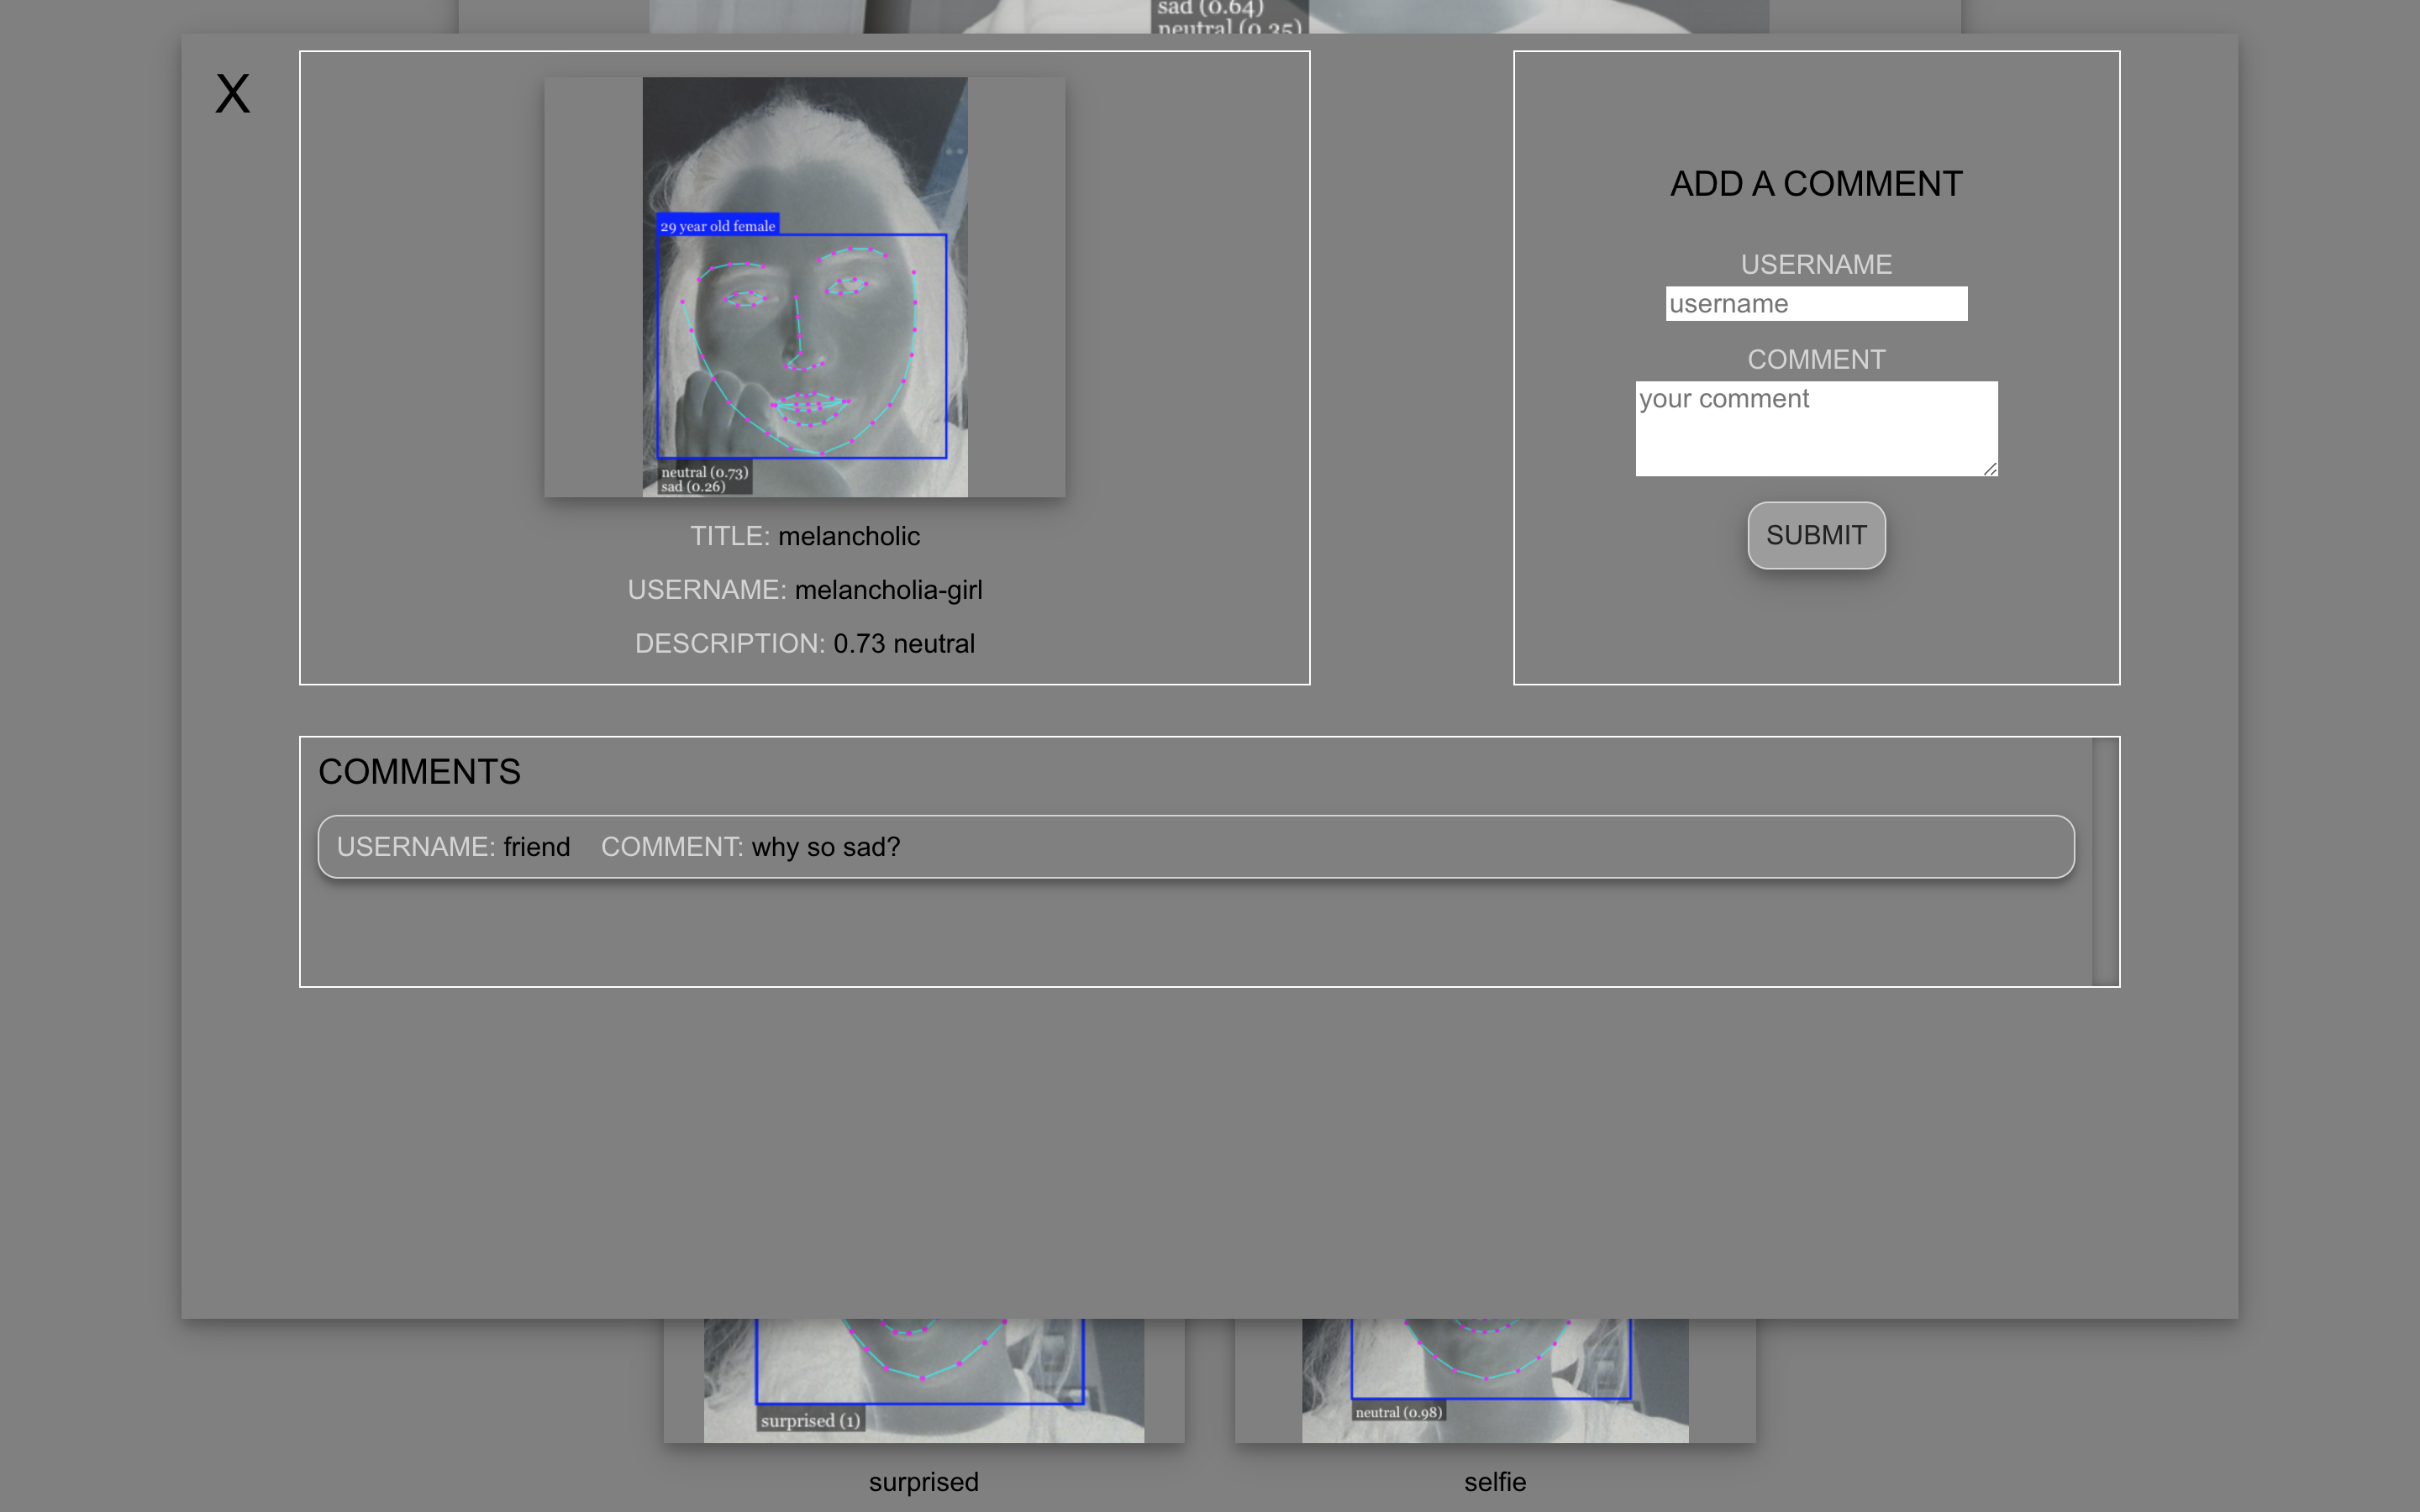 sad (0.64)
neutral (0.35)
X
29 year old female
neutral (0.73)
sad (0.26)
TITLE: melancholic
USERNAME: melancholia-girl
DESCRIPTION: 0.73 neutral
ADD A COMMENT
USERNAME
username
COMMENT
your comment
SUBMIT
COMMENTS
USERNAME: friend COMMENT: why so sad?
surprised (1)
neutral (0.98)
surprised
selfie